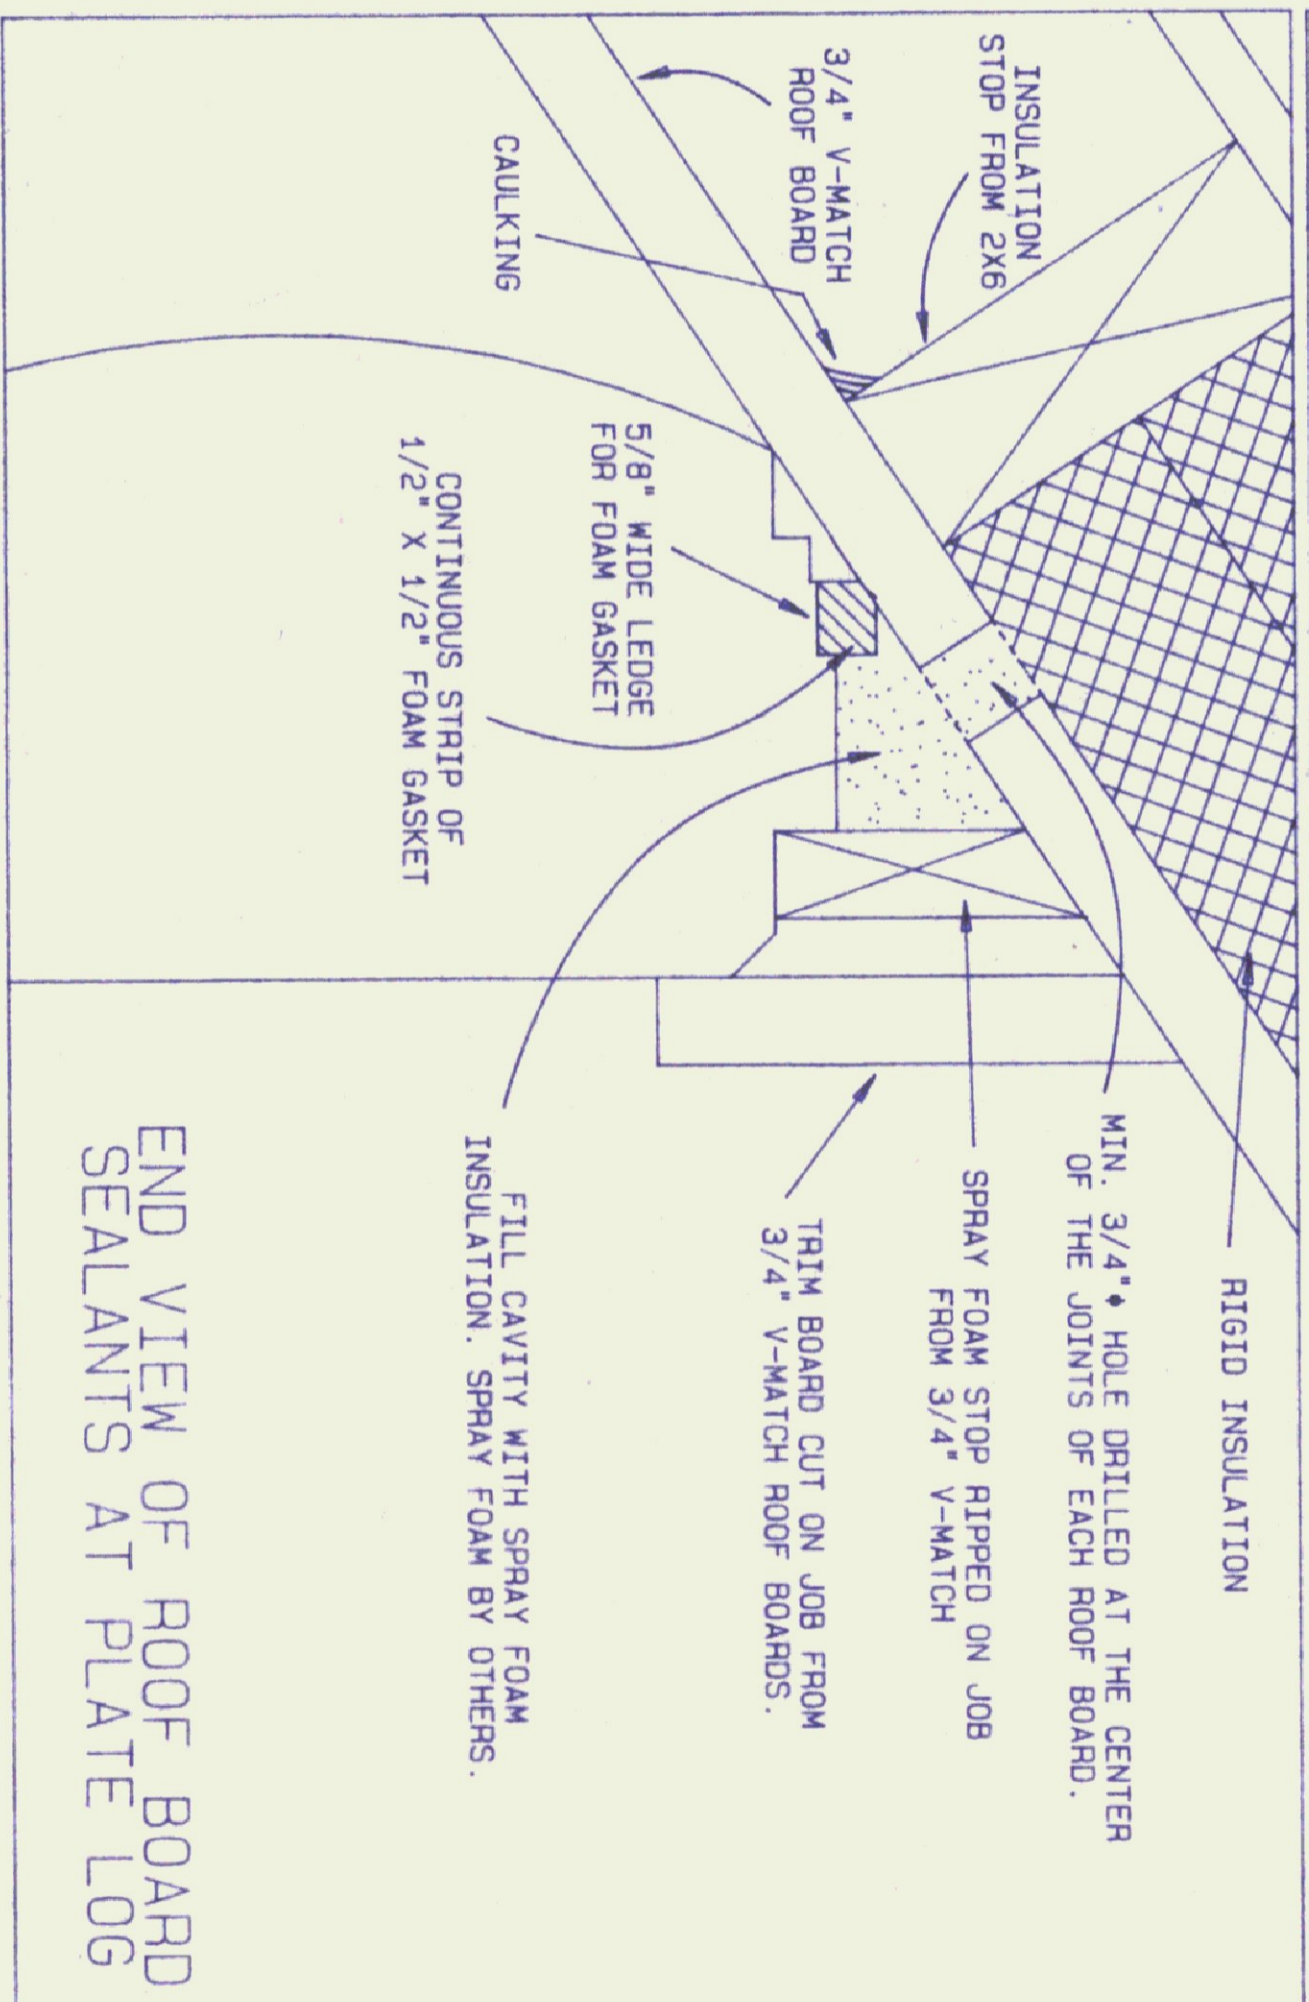 INSULATION
STOP FROM 2X6
3/4" V-MATCH
ROOF BOARD
CAULKING
5/8" WIDE LEDGE
FOR FOAM GASKET
CONTINUOUS STRIP OF
1/2" X 1/2" FOAM GASKET
RIGID INSULATION
MIN. 3/4"⌀ HOLE DRILLED AT THE CENTER
OF THE JOINTS OF EACH ROOF BOARD.
SPRAY FOAM STOP RIPPED ON JOB
FROM 3/4" V-MATCH
TRIM BOARD CUT ON JOB FROM
3/4" V-MATCH ROOF BOARDS.
FILL CAVITY WITH SPRAY FOAM
INSULATION. SPRAY FOAM BY OTHERS.
END VIEW OF ROOF BOARD
SEALANTS AT PLATE LOG